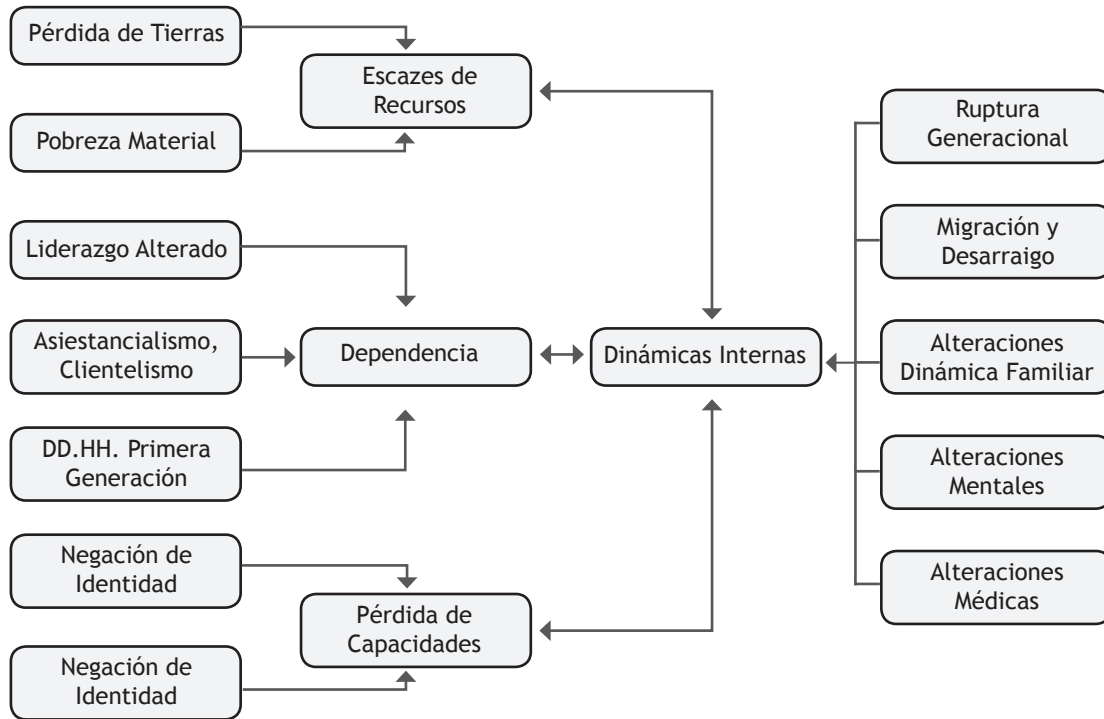 Pérdida de Tierras
Pobreza Material
Escazes de
Recursos
Liderazgo Alterado
Asiestancialismo,
Clientelismo
DD.HH. Primera
Generación
Dependencia
Negación de
Identidad
Negación de
Identidad
Pérdida de
Capacidades
Dinámicas Internas
Ruptura
Generacional
Migración y
Desarraigo
Alteraciones
Dinámica Familiar
Alteraciones
Mentales
Alteraciones
Médicas